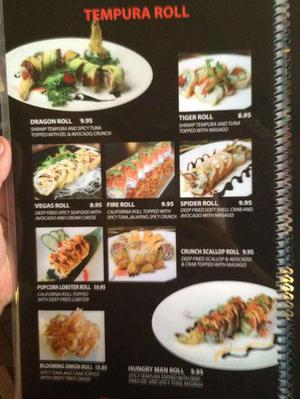 TEMPURA ROLL
DRAGON ROLL 9.95
SHRIMP TEMPURA AND SPICY TUNA
TOPPED WITH EEL & AVOCADO, CRUNCH
TIGER ROLL 8.95
SHRIMP TEMPURA AND TUNA
TOPPED WITH MASAGO
VEGAS ROLL 8.95
DEEP FRIED SPICY SEAFOOD WITH
AVOCADO AND CREAM CHEESE
FIRE ROLL 9.95
CALIFORNIA ROLL TOPPED WITH
SPICY TUNA, JALAPENO, SPICY CRUNCH
SPIDER ROLL 9.95
DEEP FRIED SOFT SHELL CRAB AND
AVOCADO WITH MASAGO
POPCORN LOBSTER ROLL 10.95
CALIFORNIA ROLL TOPPED
WITH DEEP FRIED LOBSTER
CRUNCH SCALLOP ROLL 9.95
DEEP FRIED SCALLOP & AVOCADO
& CRAB TOPPED WITH MASAGO
BLOOMING ONION ROLL 10.95
SPICY TUNA AND CRAB TOPPED
WITH CRISPY FRIED ONION
HUNGRY MAN ROLL 9.95
SPICY TEMPURA TOPPED WITH DEEP
FRIED EEL AND SPICY TUNA MASAGO